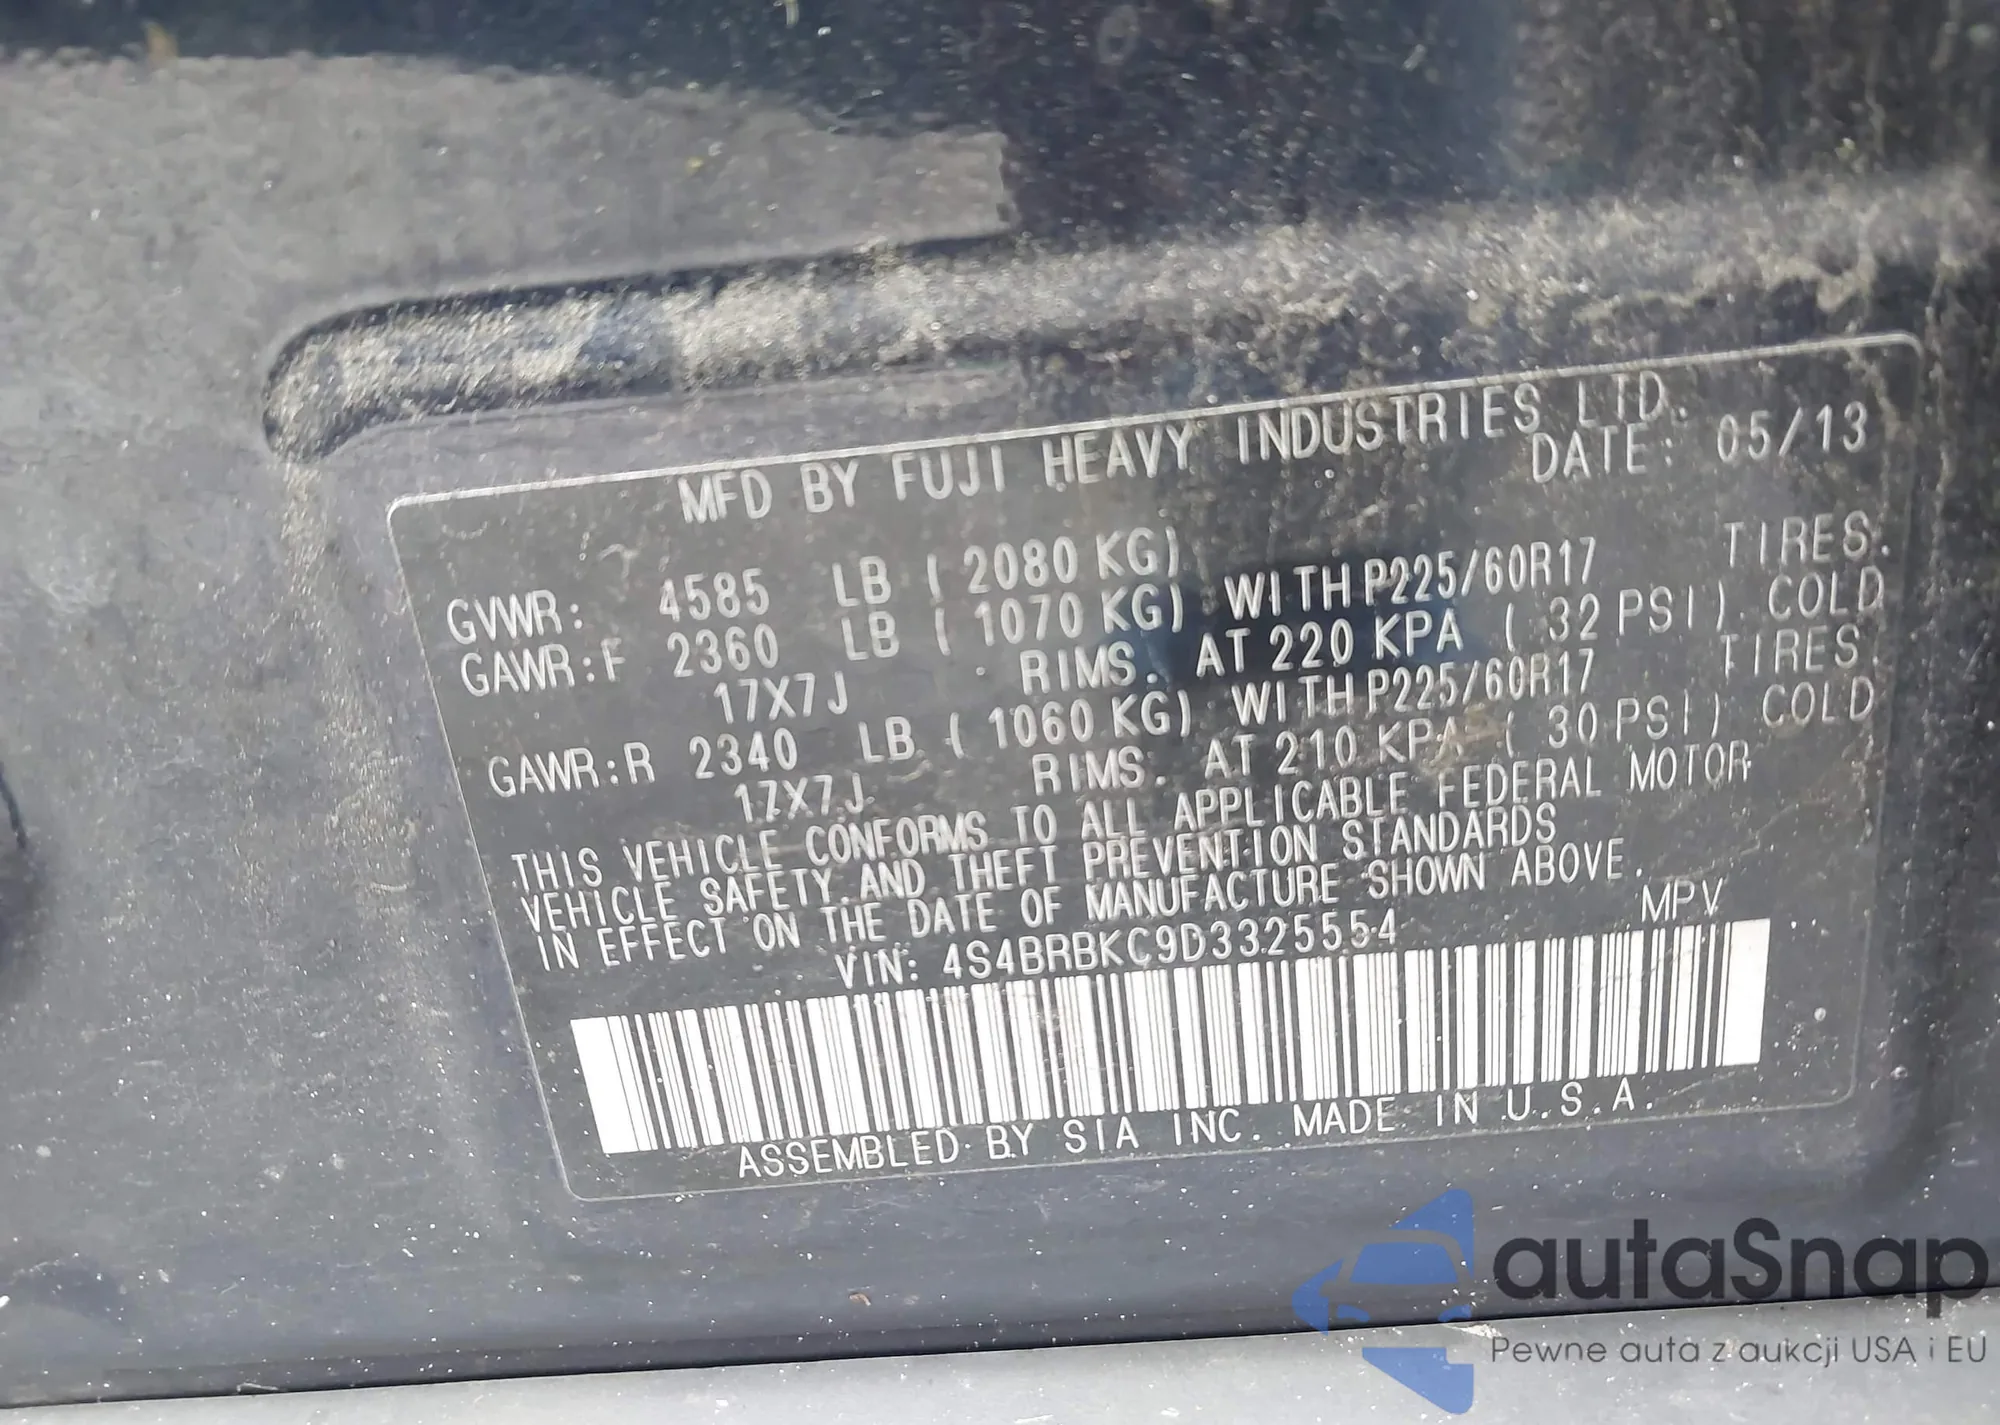 MFD BY FUJI HEAVY INDUSTRIES LTD.
DATE: 05/13
GVWR: 4585 LB ( 2080 KG)
GAWR:F 2360 LB ( 1070 KG) WITH P225/60R17 TIRES.
17X7J RIMS. AT 220 KPA ( 32 PSI) COLD
GAWR:R 2340 LB ( 1060 KG) WITH P225/60R17 TIRES.
17X7J RIMS. AT 210 KPA ( 30 PSI) COLD
THIS VEHICLE CONFORMS TO ALL APPLICABLE FEDERAL MOTOR
VEHICLE SAFETY AND THEFT PREVENTION STANDARDS
IN EFFECT ON THE DATE OF MANUFACTURE SHOWN ABOVE.
VIN: 4S4BRBKC9D3325554 MPV
ASSEMBLED BY SIA INC. MADE IN U.S.A.
autaSnap
Pewne auta z aukcji USA i EU